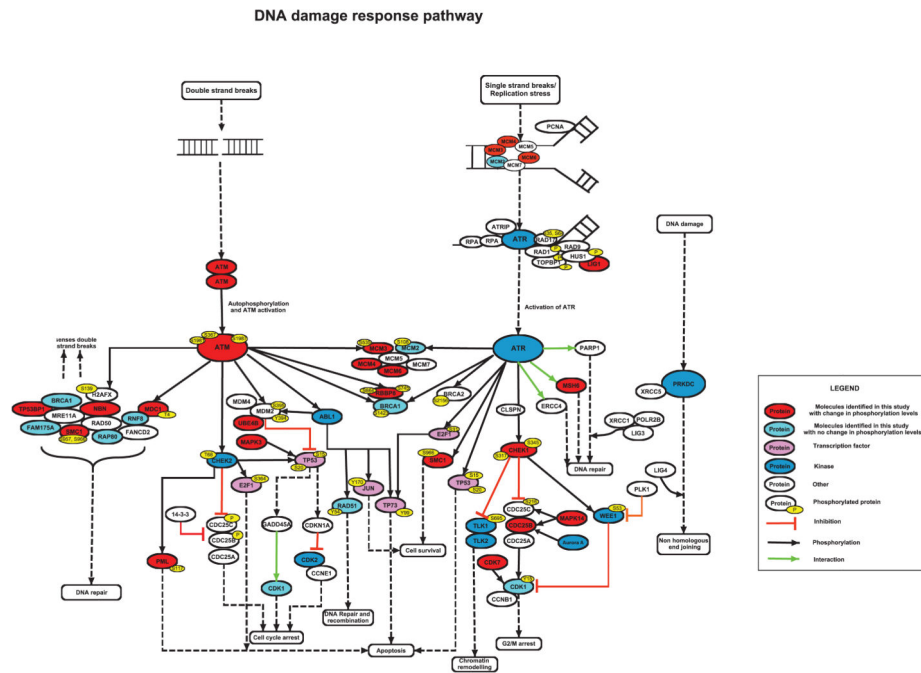 DNA damage response pathway
Double strand breaks
Single strand breaks/
Replication stress
PCNA
MCM5
MCM7
ATRIP
RPA
RPA
ATR
RAD17
RAD1
RAD9
HUS1
TOPBP1
LIG1
DNA damage
ATM
ATM
Autophosphorylation
and ATM activation
Activation of ATR
ATM
ATR
PARP1
MCM3
MCM2
MCM5
MCM4
MCM6
MCM7
enses double
strand breaks
H2AFX
BRCA1
TP53BP1
NBN
MDC1
MRE11A
RAD50
RNF8
FAM175A
SMC1
RAP80
FANCD2
MDM4
MDM2
UBE4B
ABL1
BRCA1
BRCA2
MSH6
ERCC4
PRKDC
XRCC5
XRCC1
POLR2B
LIG3
MAPK1
TP53
E2F1
CLSPN
CHEK1
SMC1
TP53
CHEK2
E2F1
RAD51
JUN
TP73
DNA repair
LIG4
PLK1
14-3-3
CDC25C
CDC25B
CDC25A
GADD45A
CDKN1A
CDK2
CCNE1
CDK1
PML
TLK1
TLK2
CDC25C
CDC25B
CDC25A
MAPK14
Aurora A
WEE1
CDK7
CDK1
CCNB1
Cell survival
Non homologous
end joining
DNA repair
DNA Repair and
recombination
Cell cycle arrest
Apoptosis
Chromatin
remodelling
G2/M arrest
LEGEND
Protein
Molecules identified in this study
with change in phosphorylation levels
Protein
Molecules identified in this study
with no change in phosphorylation levels
Protein
Transcription factor
Protein
Kinase
Protein
Other
Protein
P
Phosphorylated protein
Inhibition
Phosphorylation
Interaction